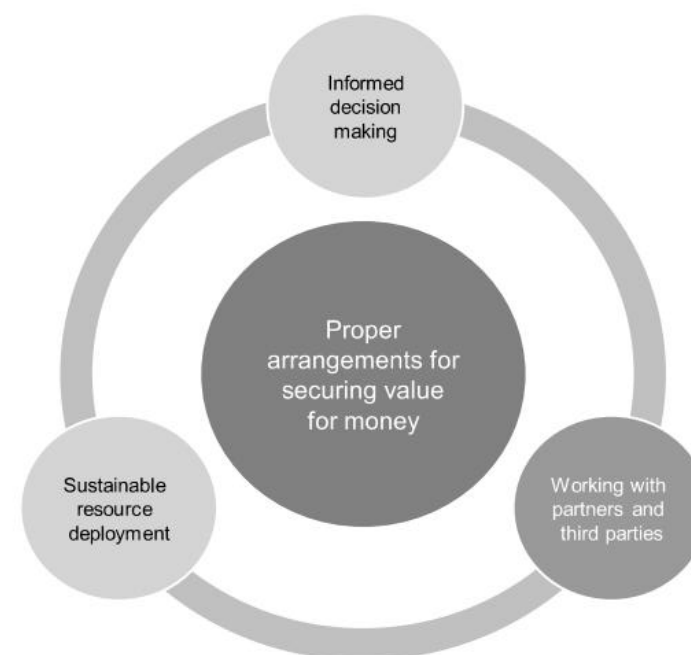 Informed
decision
making
Proper
arrangements for
securing value
for money
Sustainable
resource
deployment
Working with
partners and
third parties